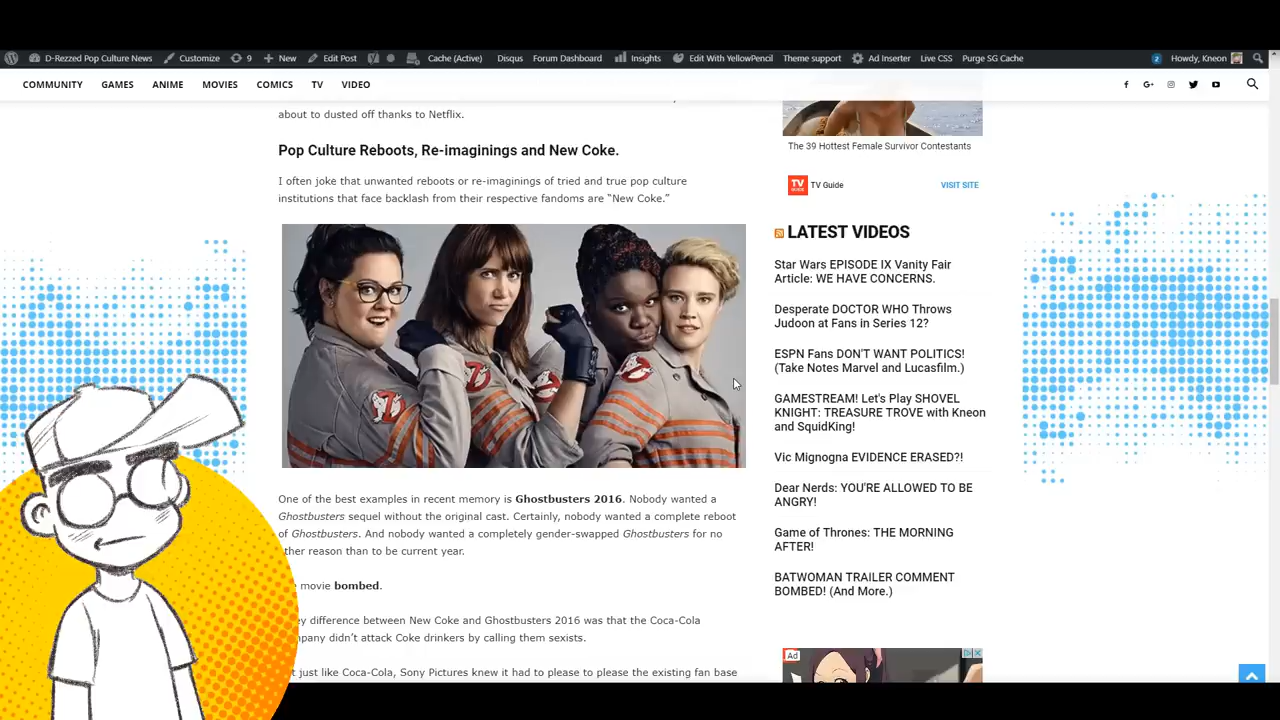 D-Rezzed Pop Culture News Customize 9 New Edit Post Cache (Active) Disqus Forum Dashboard Insights Edit With YellowPencil Theme support Ad Inserter Live CSS Purge SG Cache 2 Howdy, Kneon
COMMUNITY GAMES ANIME MOVIES COMICS TV VIDEO
about to dusted off thanks to Netflix.
Pop Culture Reboots, Re-imaginings and New Coke.
I often joke that unwanted reboots or re-imaginings of tried and true pop culture
institutions that face backlash from their respective fandoms are “New Coke.”
One of the best examples in recent memory is Ghostbusters 2016. Nobody wanted a
Ghostbusters sequel without the original cast. Certainly, nobody wanted a complete reboot
of Ghostbusters. And nobody wanted a completely gender-swapped Ghostbusters for no
ther reason than to be current year.
movie bombed.
ey difference between New Coke and Ghostbusters 2016 was that the Coca-Cola
mpany didn’t attack Coke drinkers by calling them sexists.
t just like Coca-Cola, Sony Pictures knew it had to please to please the existing fan base
The 39 Hottest Female Survivor Contestants
TV GUIDE
TV Guide VISIT SITE
LATEST VIDEOS
Star Wars EPISODE IX Vanity Fair
Article: WE HAVE CONCERNS.
Desperate DOCTOR WHO Throws
Judoon at Fans in Series 12?
ESPN Fans DON'T WANT POLITICS!
(Take Notes Marvel and Lucasfilm.)
GAMESTREAM! Let's Play SHOVEL
KNIGHT: TREASURE TROVE with Kneon
and SquidKing!
Vic Mignogna EVIDENCE ERASED?!
Dear Nerds: YOU'RE ALLOWED TO BE
ANGRY!
Game of Thrones: THE MORNING
AFTER!
BATWOMAN TRAILER COMMENT
BOMBED! (And More.)
Ad